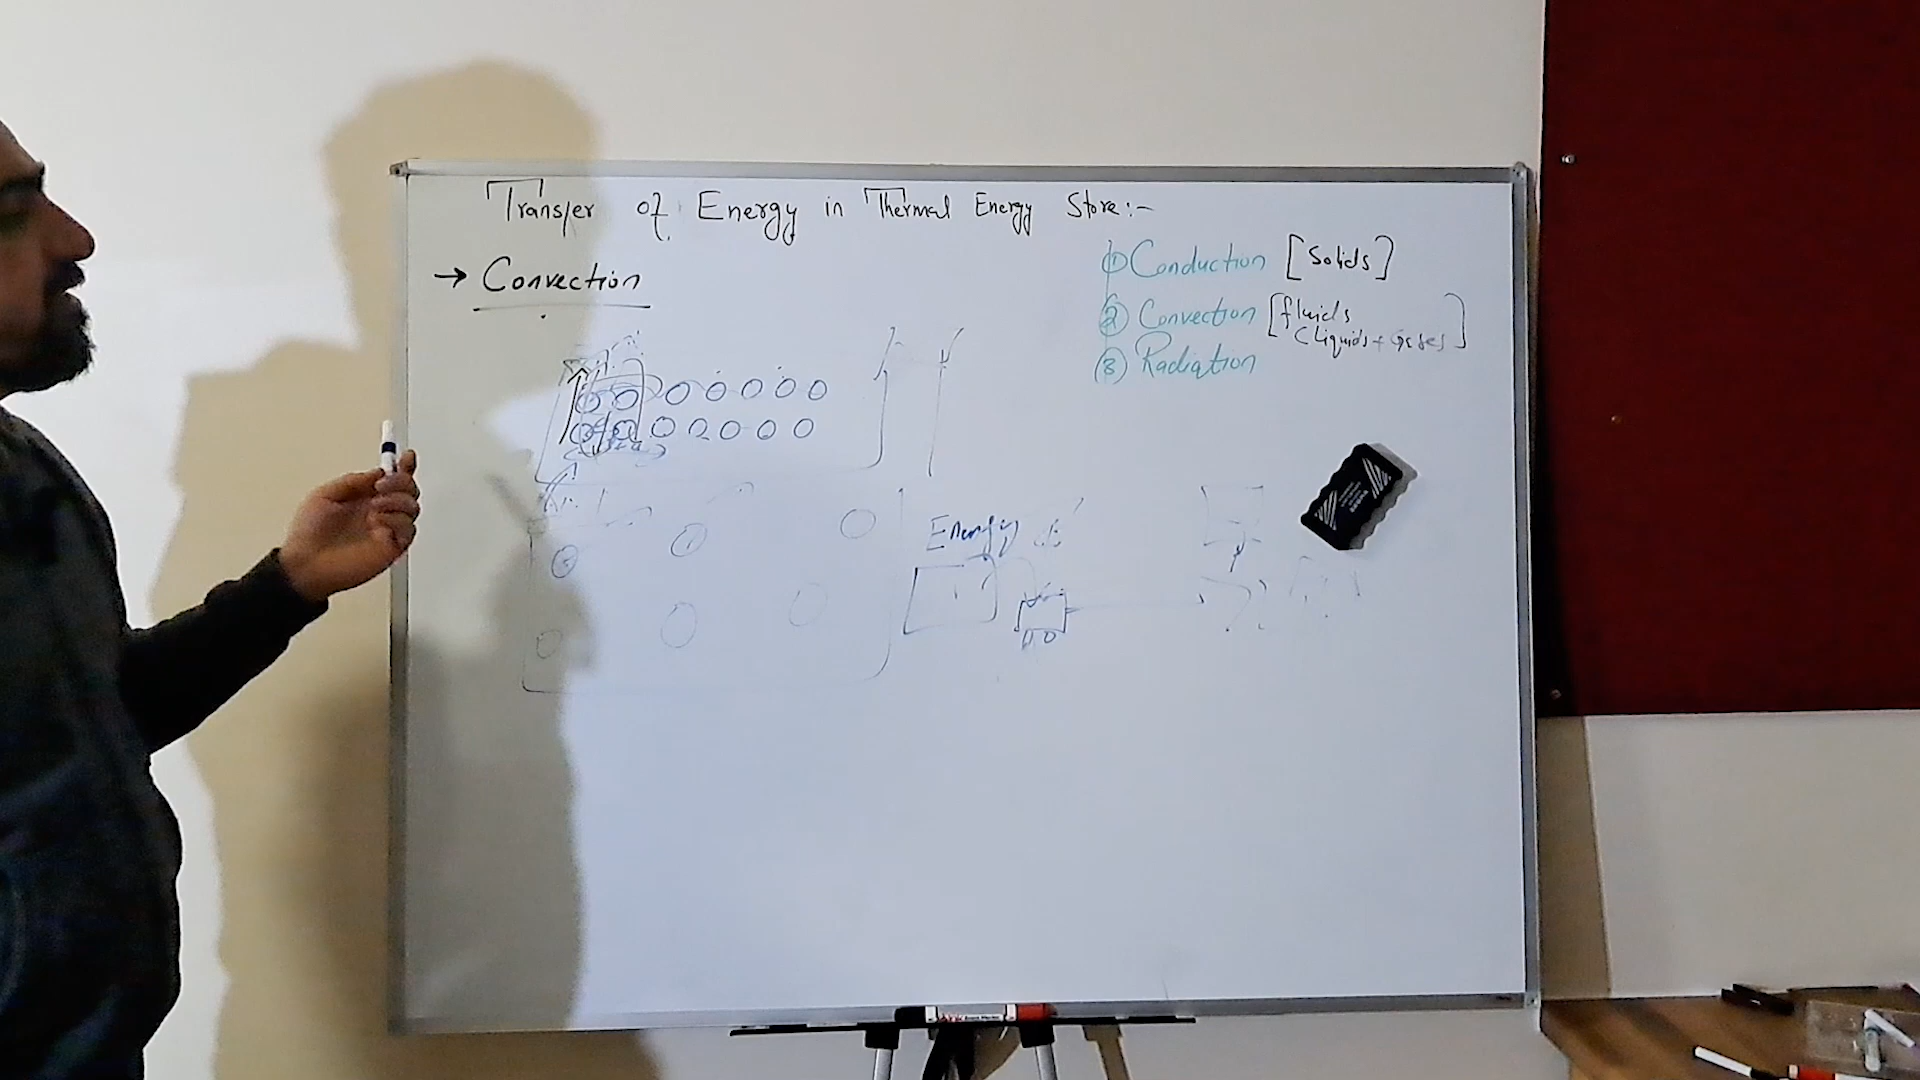 Transfer of Energy in Thermal Energy Store:-
→ Convection
① Conduction [Solids]
② Convection [fluids
(Liquids + Gases]
③ Radiation
Energy